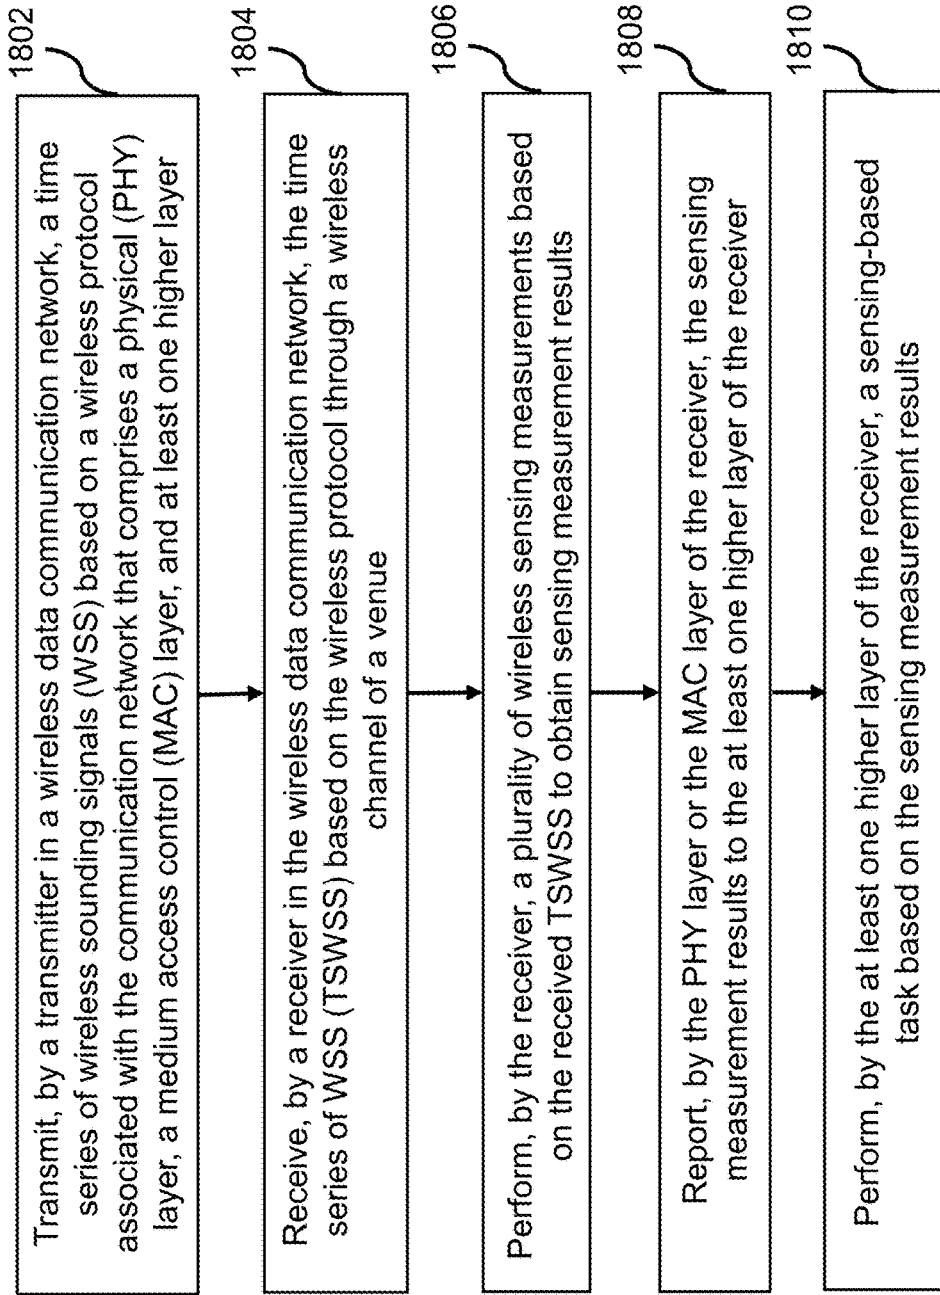 1802
Transmit, by a transmitter in a wireless data communication network, a time
series of wireless sounding signals (WSS) based on a wireless protocol
associated with the communication network that comprises a physical (PHY)
layer, a medium access control (MAC) layer, and at least one higher layer
1804
Receive, by a receiver in the wireless data communication network, the time
series of WSS (TSWSS) based on the wireless protocol through a wireless
channel of a venue
1806
Perform, by the receiver, a plurality of wireless sensing measurements based
on the received TSWSS to obtain sensing measurement results
1808
Report, by the PHY layer or the MAC layer of the receiver, the sensing
measurement results to the at least one higher layer of the receiver
1810
Perform, by the at least one higher layer of the receiver, a sensing-based
task based on the sensing measurement results